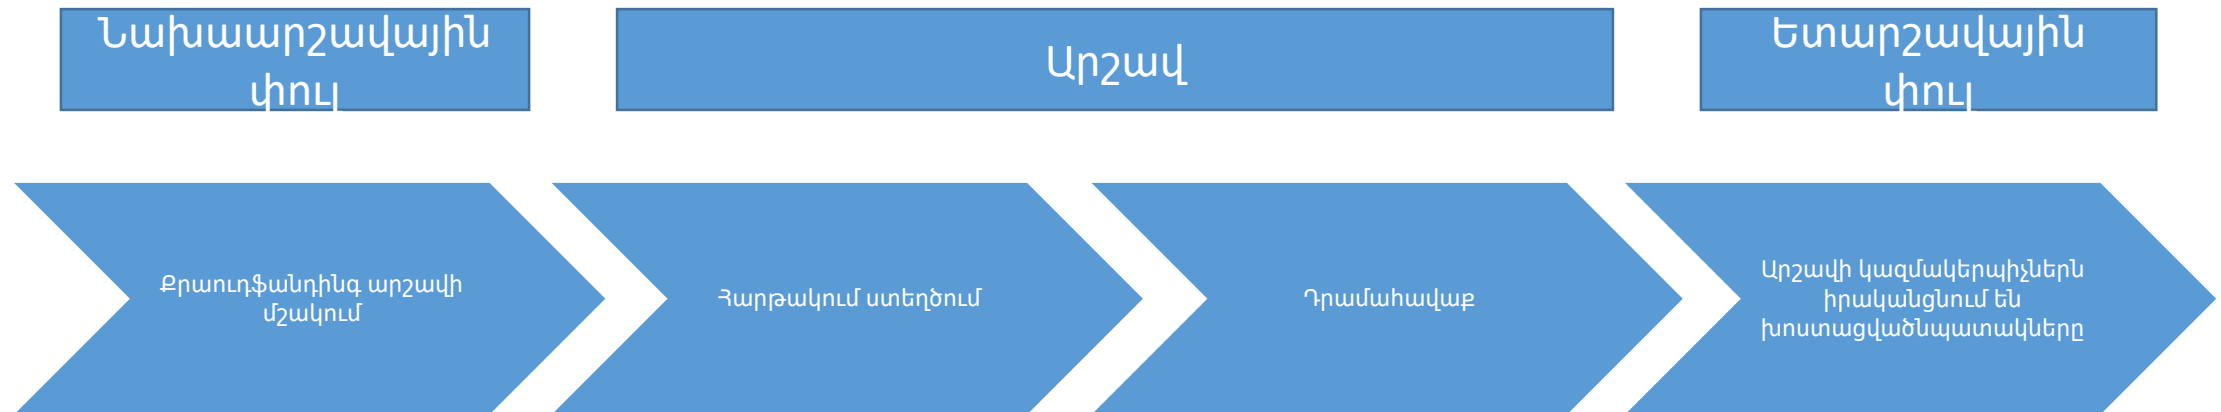 Նախաարշավային
փուլ
Արշավ
Ետարշավային
փուլ
Քրաուդֆանդինգ արշավի
մշակում
Հարթակում ստեղծում
Դրամահավաք
Արշավի կազմակերպիչներն
իրականցնում են
խոստացվածնպատակները